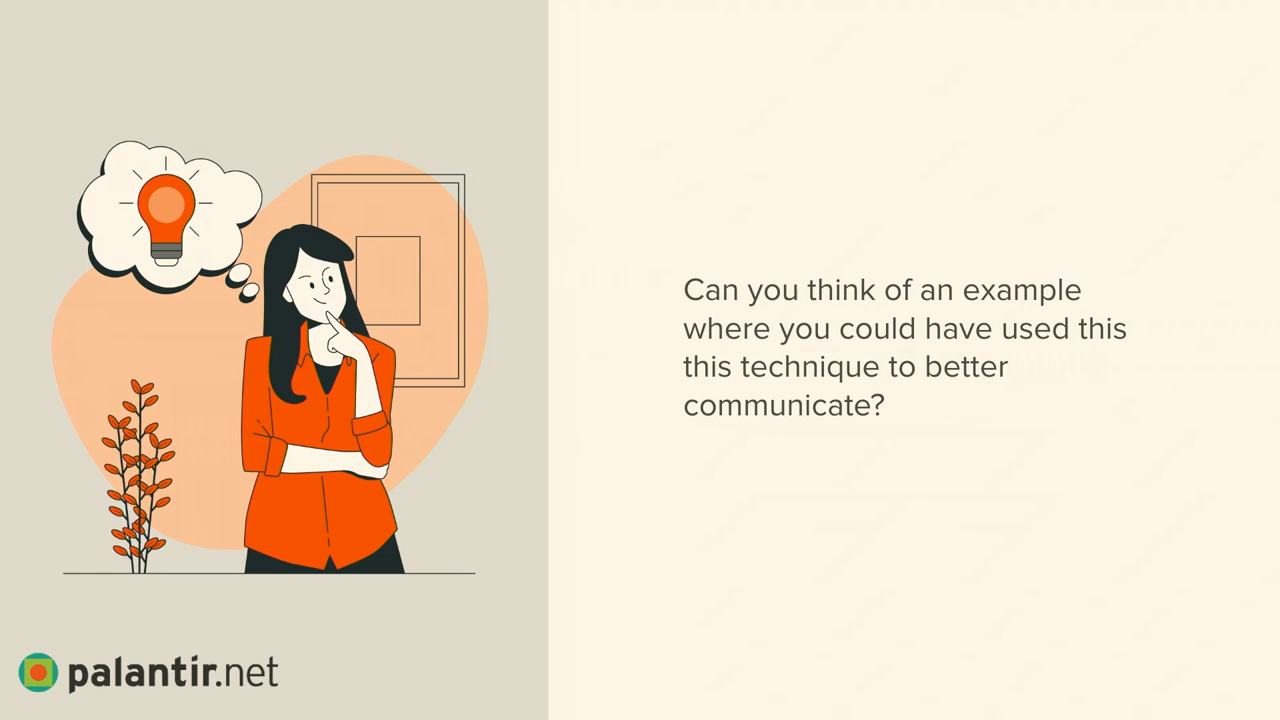 Can you think of an example
where you could have used this
this technique to better
communicate?
palantir.net